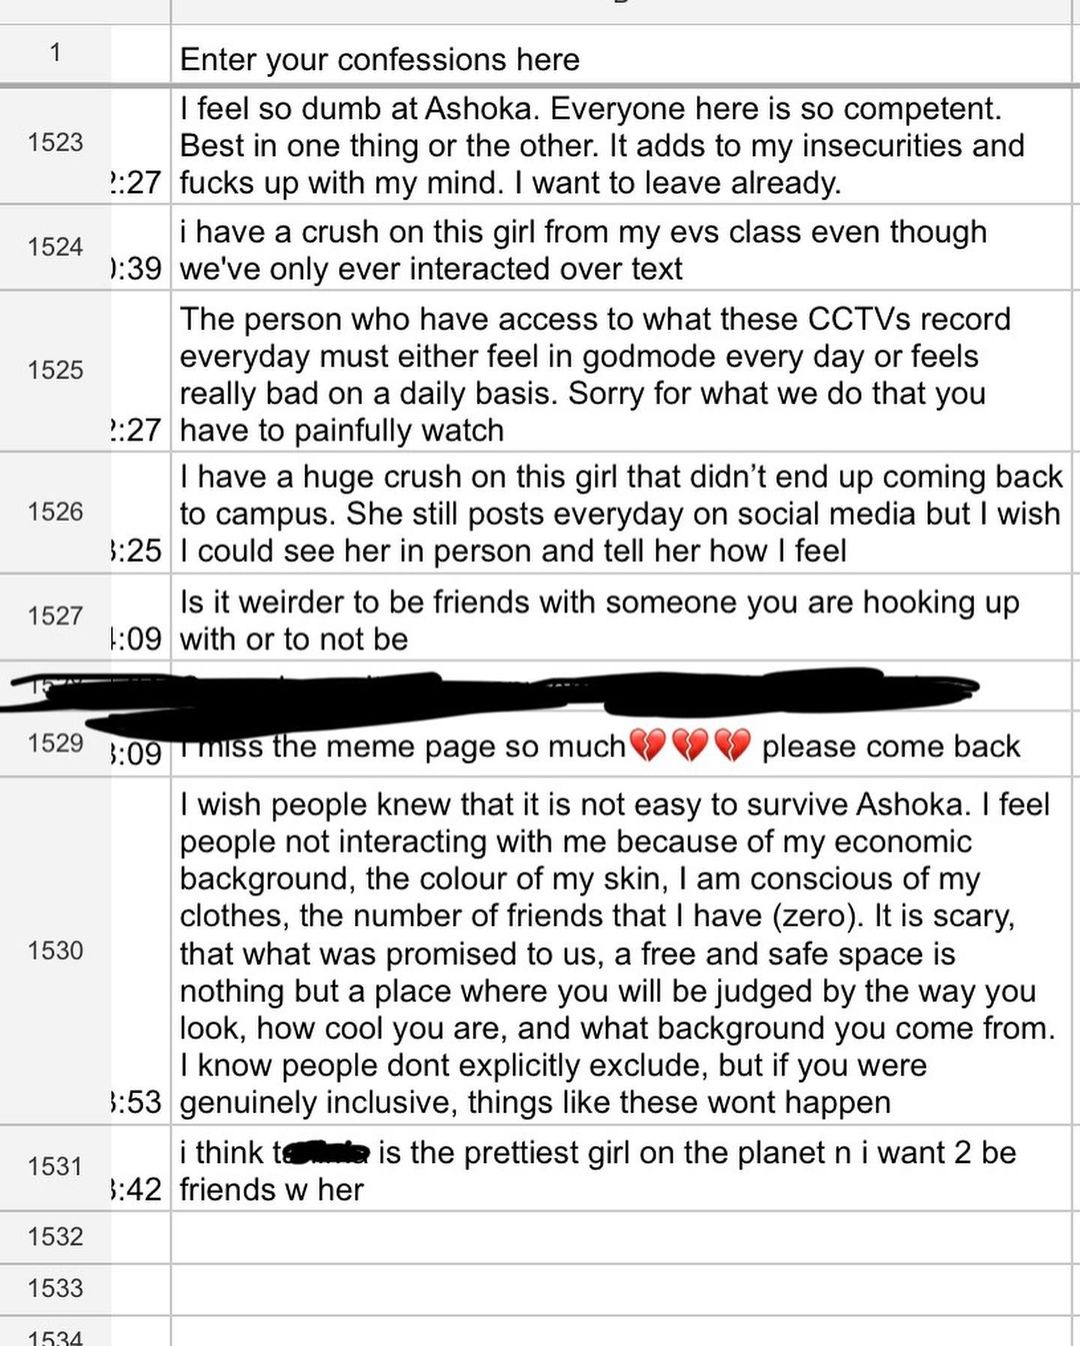 1
Enter your confessions here
1523
2:27
I feel so dumb at Ashoka. Everyone here is so competent.
Best in one thing or the other. It adds to my insecurities and
fucks up with my mind. I want to leave already.
1524
:39
i have a crush on this girl from my evs class even though
we've only ever interacted over text
1525
2:27
The person who have access to what these CCTVs record
everyday must either feel in godmode every day or feels
really bad on a daily basis. Sorry for what we do that you
have to painfully watch
1526
:25
I have a huge crush on this girl that didn’t end up coming back
to campus. She still posts everyday on social media but I wish
I could see her in person and tell her how I feel
1527
:09
Is it weirder to be friends with someone you are hooking up
with or to not be
1529
:09
I miss the meme page so much💔💔💔 please come back
1530
:53
I wish people knew that it is not easy to survive Ashoka. I feel
people not interacting with me because of my economic
background, the colour of my skin, I am conscious of my
clothes, the number of friends that I have (zero). It is scary,
that what was promised to us, a free and safe space is
nothing but a place where you will be judged by the way you
look, how cool you are, and what background you come from.
I know people dont explicitly exclude, but if you were
genuinely inclusive, things like these wont happen
1531
:42
i think is the prettiest girl on the planet n i want 2 be
friends w her
1532
1533
1534